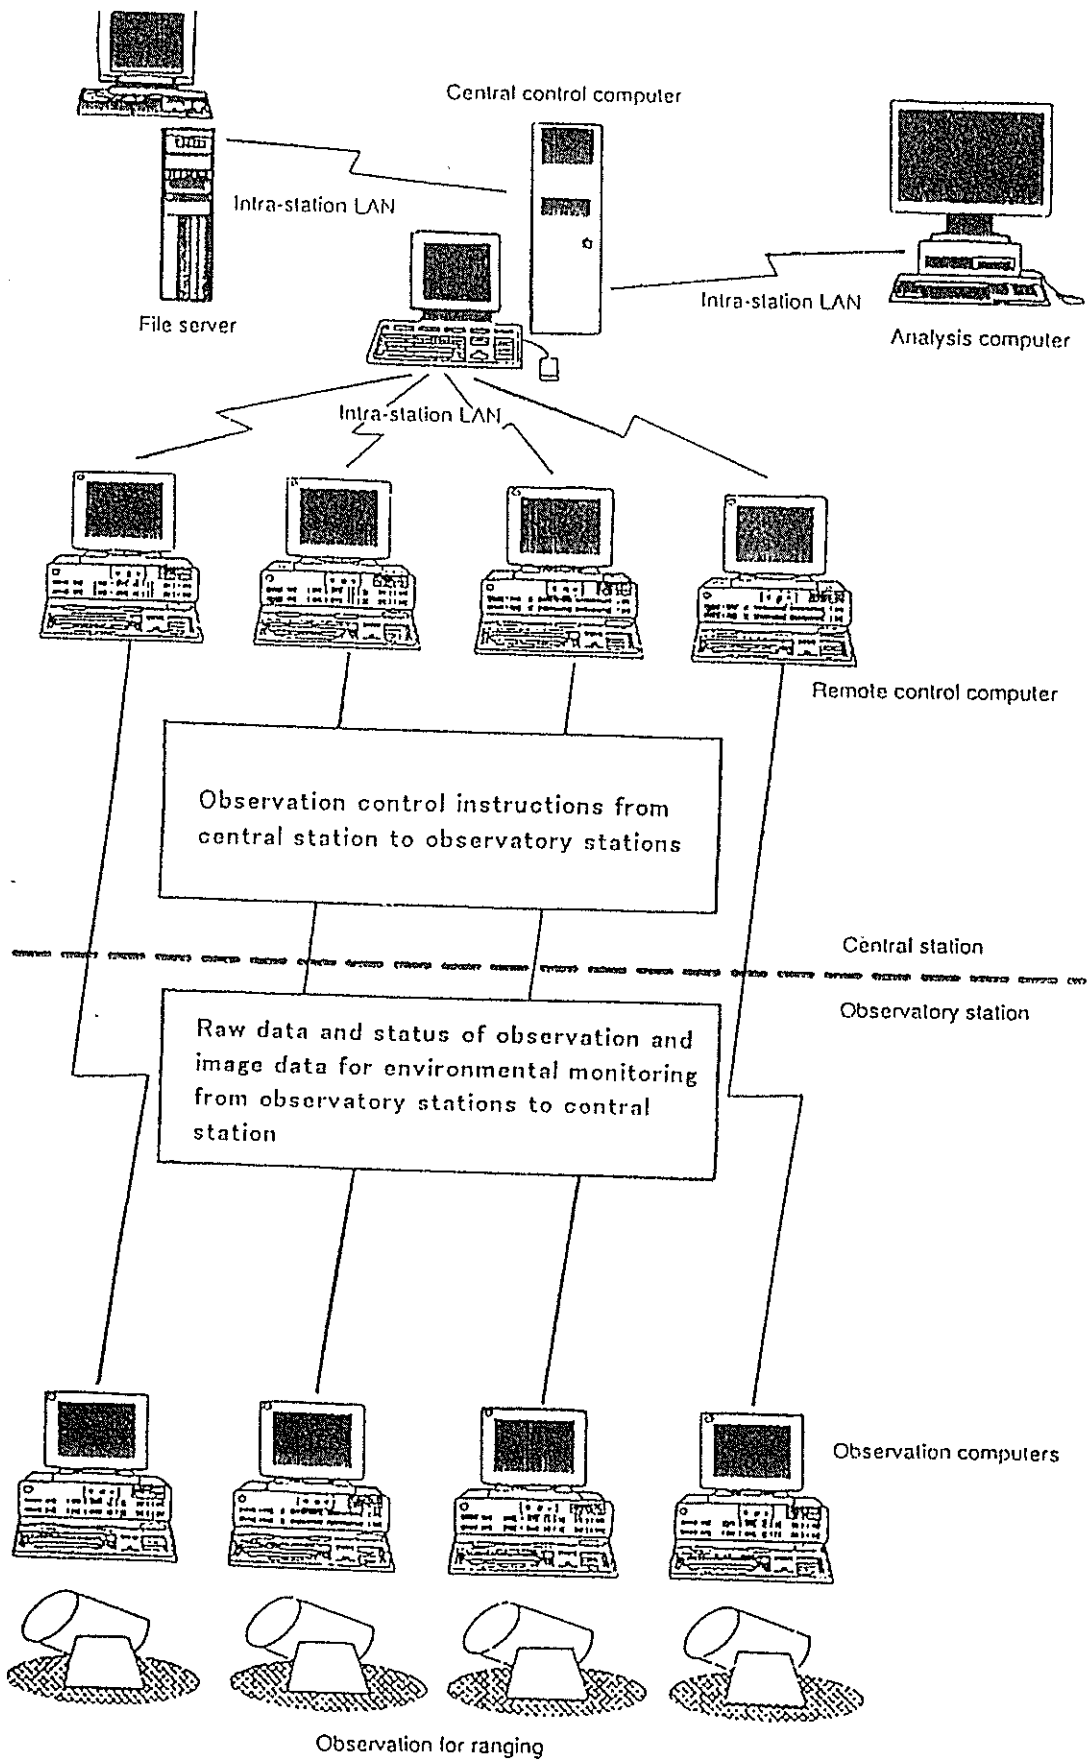 Central control computer
Intra-station LAN
File server
Intra-station LAN
Analysis computer
Intra-station LAN
Remote control computer
Observation control instructions from
central station to observatory stations
Central station
Observatory station
Raw data and status of observation and
image data for environmental monitoring
from observatory stations to contral
station
Observation computers
Observation for ranging